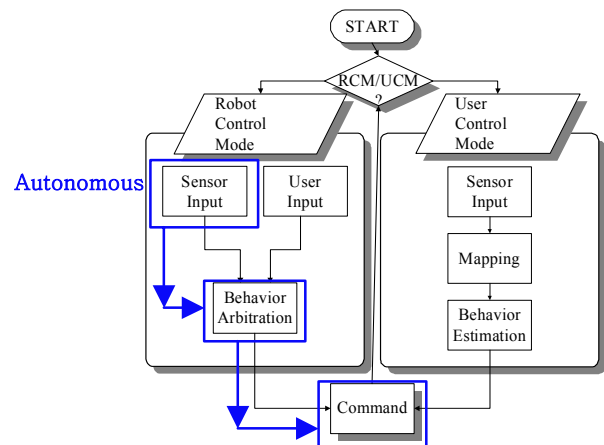 START
RCM/UCM
?
Robot
Control
Mode
User
Control
Mode
Autonomous
Sensor
Input
User
Input
Sensor
Input
Mapping
Behavior
Arbitration
Behavior
Estimation
Command